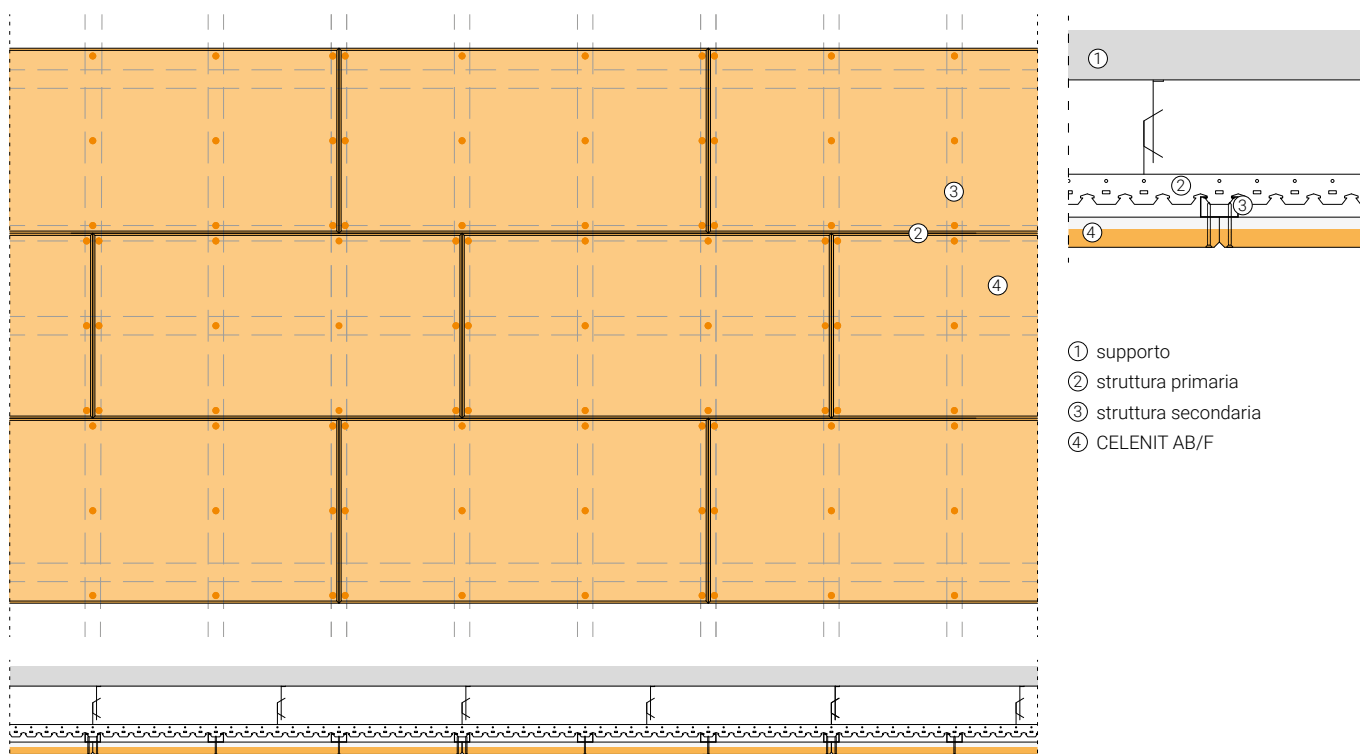 ③
②
④
①
②
③
④
① supporto
② struttura primaria
③ struttura secondaria
④ CELENIT AB/F